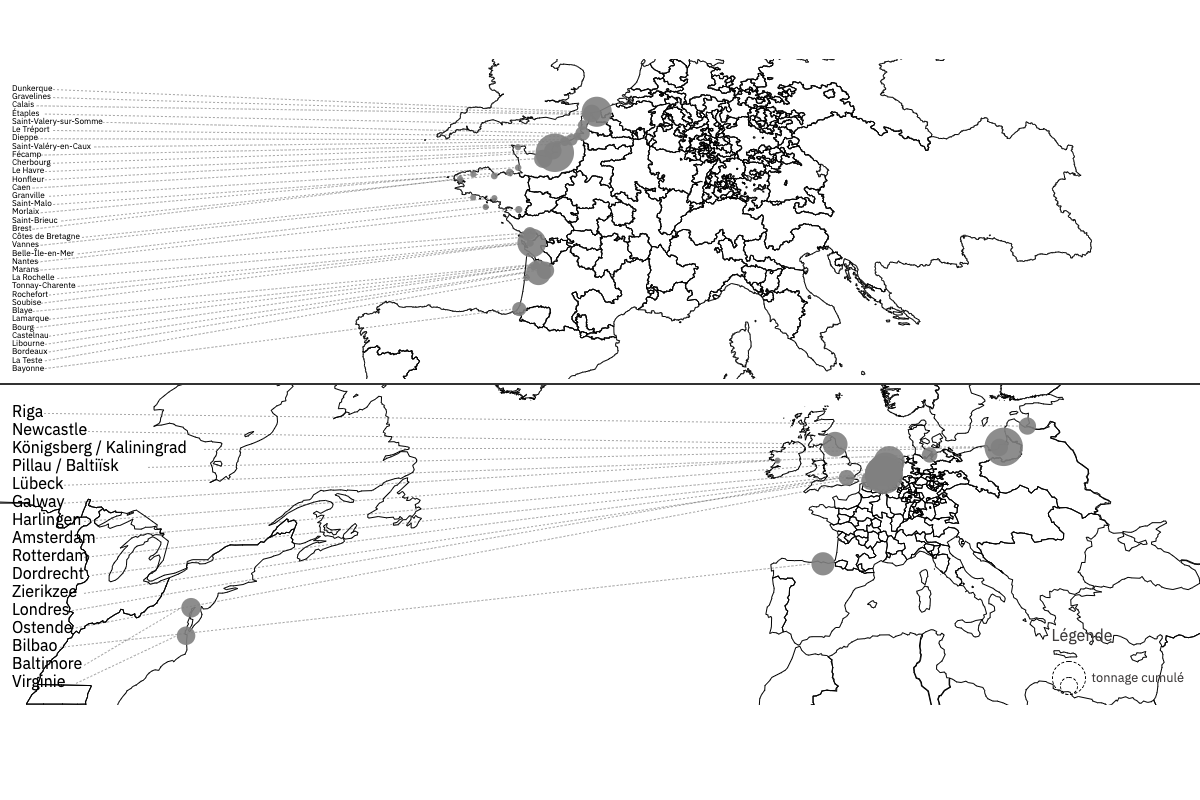 Dunkerque
Gravelines
Calais
Étaples
Saint-Valery-sur-Somme
Le Tréport
Dieppe
Saint-Valéry-en-Caux
Fécamp
Cherbourg
Le Havre
Honfleur
Caen
Granville
Saint-Malo
Morlaix
Saint-Brieuc
Brest
Côtes de Bretagne
Vannes
Belle-Île-en-Mer
Nantes
Marans
La Rochelle
Tonnay-Charente
Rochefort
Soubise
Blaye
Lamarque
Bourg
Castelnau
Libourne
Bordeaux
La Teste
Bayonne
Riga
Newcastle
Königsberg / Kaliningrad
Pillau / Baltiïsk
Lübeck
Galway
Harlingen
Amsterdam
Rotterdam
Dordrecht
Zierikzee
Londres
Ostende
Bilbao
Baltimore
Virginie
Légende
tonnage cumulé